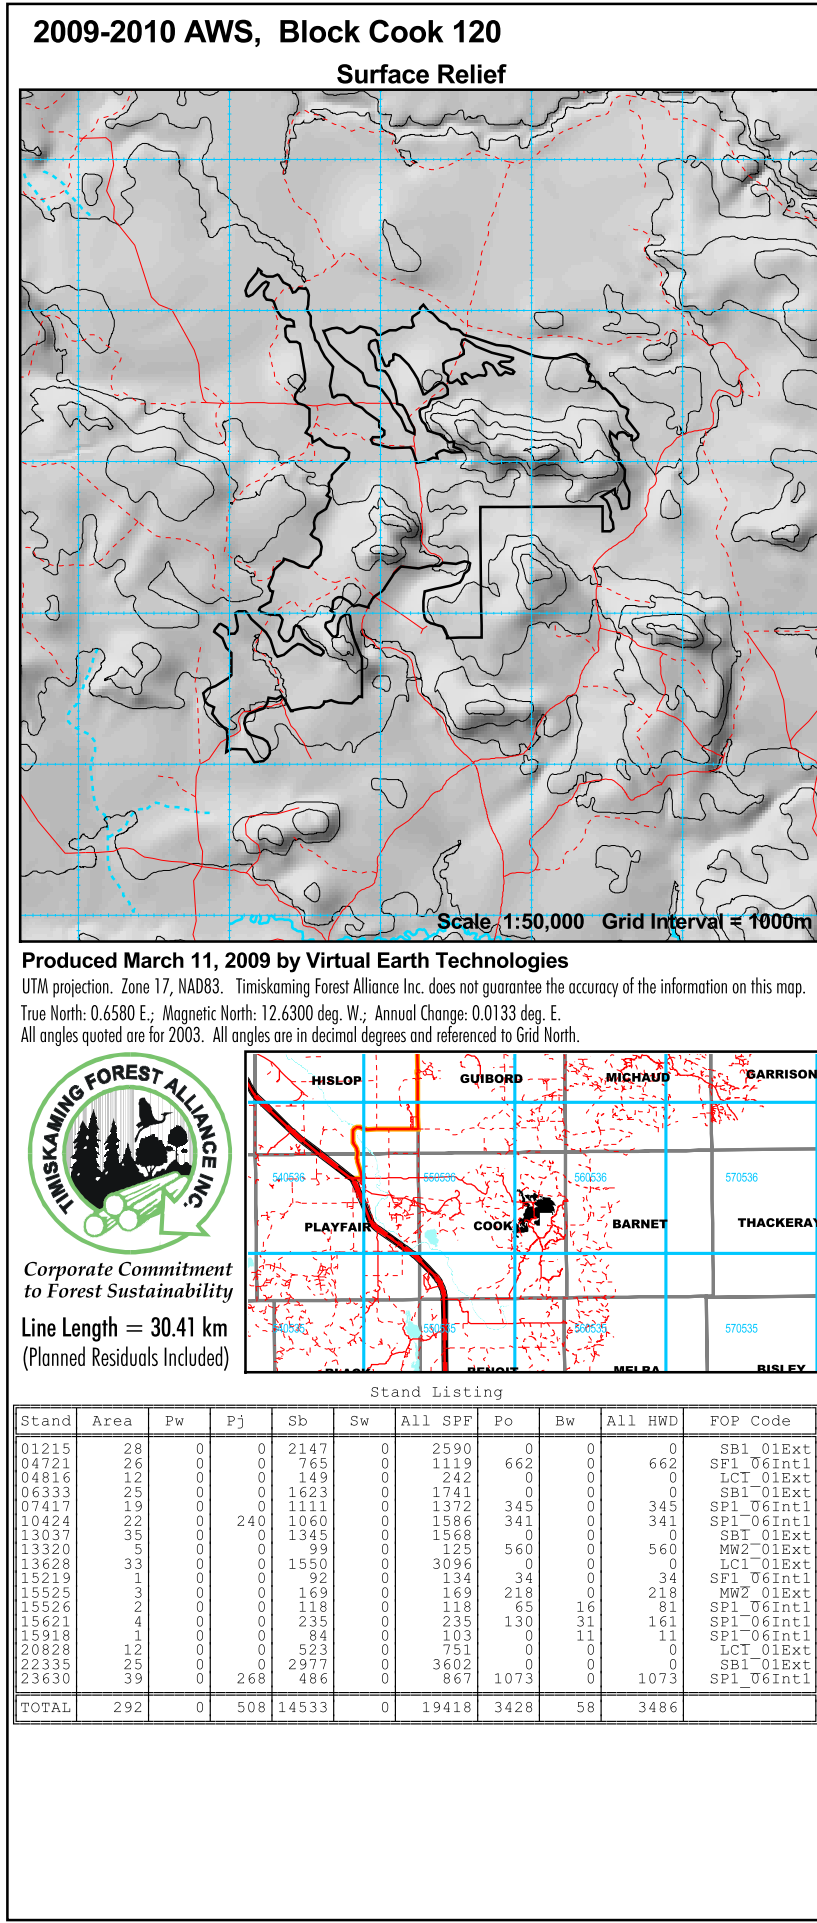 2009-2010 AWS, Block Cook 120
Surface Relief
Scale 1:50,000 Grid Interval = 1000m
Produced March 11, 2009 by Virtual Earth Technologies
UTM projection. Zone 17, NAD83. Timiskaming Forest Alliance Inc. does not guarantee the accuracy of the information on this map.
True North: 0.6580 E.; Magnetic North: 12.6300 deg. W.; Annual Change: 0.0133 deg. E.
All angles quoted are for 2003. All angles are in decimal degrees and referenced to Grid North.
TIMISKAMING FOREST ALLIANCE INC.
Corporate Commitment
to Forest Sustainability
Line Length = 30.41 km
(Planned Residuals Included)
HISLOP GUIBORD MICHAUD GARRISON
540536 550536 560536 570536
PLAYFAIR COOK BARNET THACKERAY
540535 550535 560535 570535
BLACK BENOIT MELBA BISLEY
Stand Listing
Stand Area Pw Pj Sb Sw All SPF Po Bw All HWD FOP Code
01215 28 0 0 2147 0 2590 0 0 0 SB1_01Ext
04721 26 0 0 765 0 1119 662 0 662 SF1_06Int1
04816 12 0 0 149 0 242 0 0 0 LC1_01Ext
06333 25 0 0 1623 0 1741 0 0 0 SB1_01Ext
07417 19 0 0 1111 0 1372 345 0 345 SP1_06Int1
10424 22 0 240 1060 0 1586 341 0 341 SP1_06Int1
13037 35 0 0 1345 0 1568 0 0 0 SB1_01Ext
13320 5 0 0 99 0 125 560 0 560 MW2_01Ext
13628 33 0 0 1550 0 3096 0 0 0 LC1_01Ext
15219 1 0 0 92 0 134 34 0 34 SF1_06Int1
15525 3 0 0 169 0 169 218 0 218 MW2_01Ext
15526 2 0 0 118 0 118 65 16 81 SP1_06Int1
15621 4 0 0 235 0 235 130 31 161 SP1_06Int1
15918 1 0 0 84 0 103 0 11 11 SP1_06Int1
20828 12 0 0 523 0 751 0 0 0 LC1_01Ext
22335 25 0 0 2977 0 3602 0 0 0 SB1_01Ext
23630 39 0 268 486 0 867 1073 0 1073 SP1_06Int1
TOTAL 292 0 508 14533 0 19418 3428 58 3486